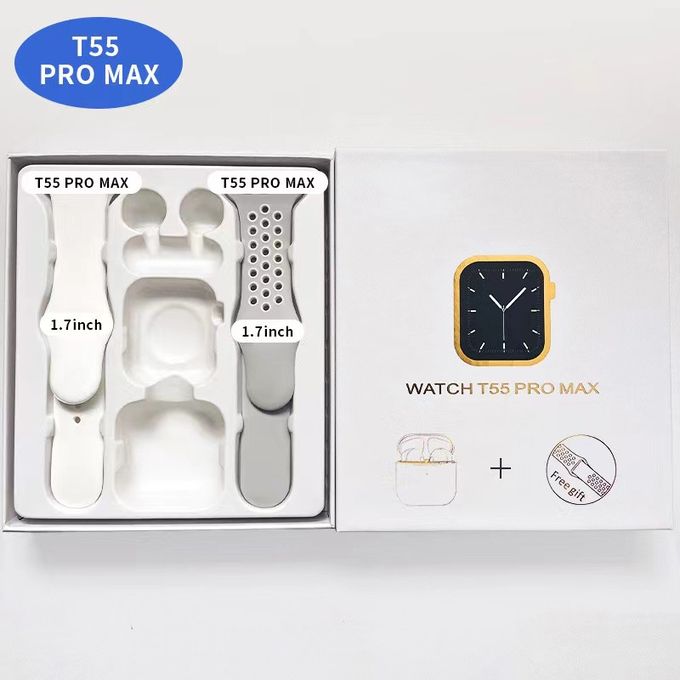 T55
PRO MAX
T55 PRO MAX
T55 PRO MAX
1.7inch
1.7inch
WATCH T55 PRO MAX
+
Free gift